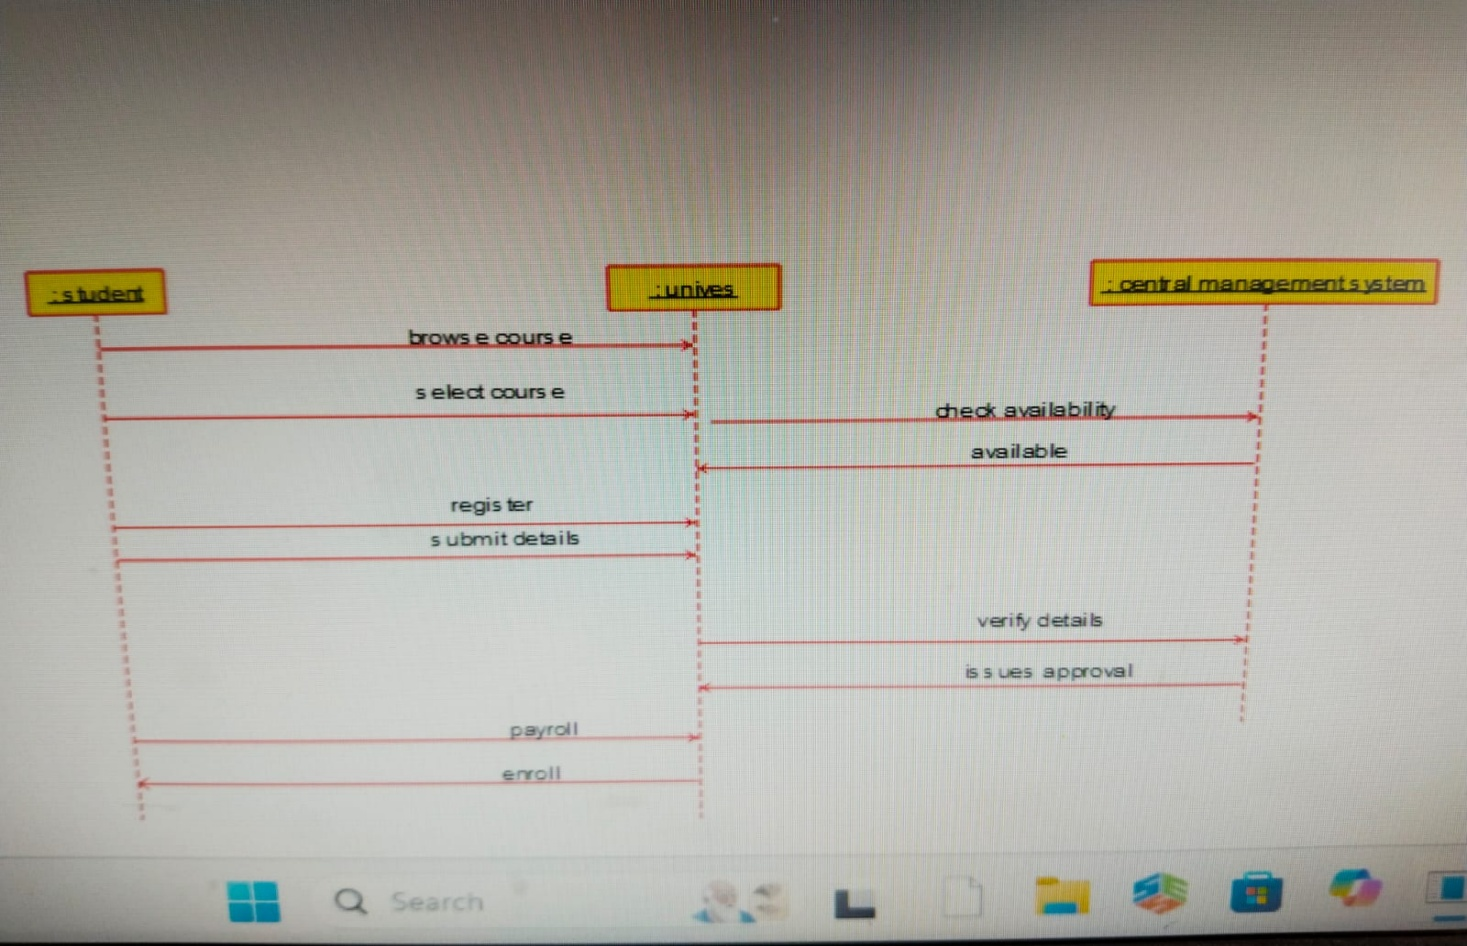 : student
: unives
: central management system
browse course
select course
check availability
available
register
submit details
verify details
issues approval
payroll
enroll
Search